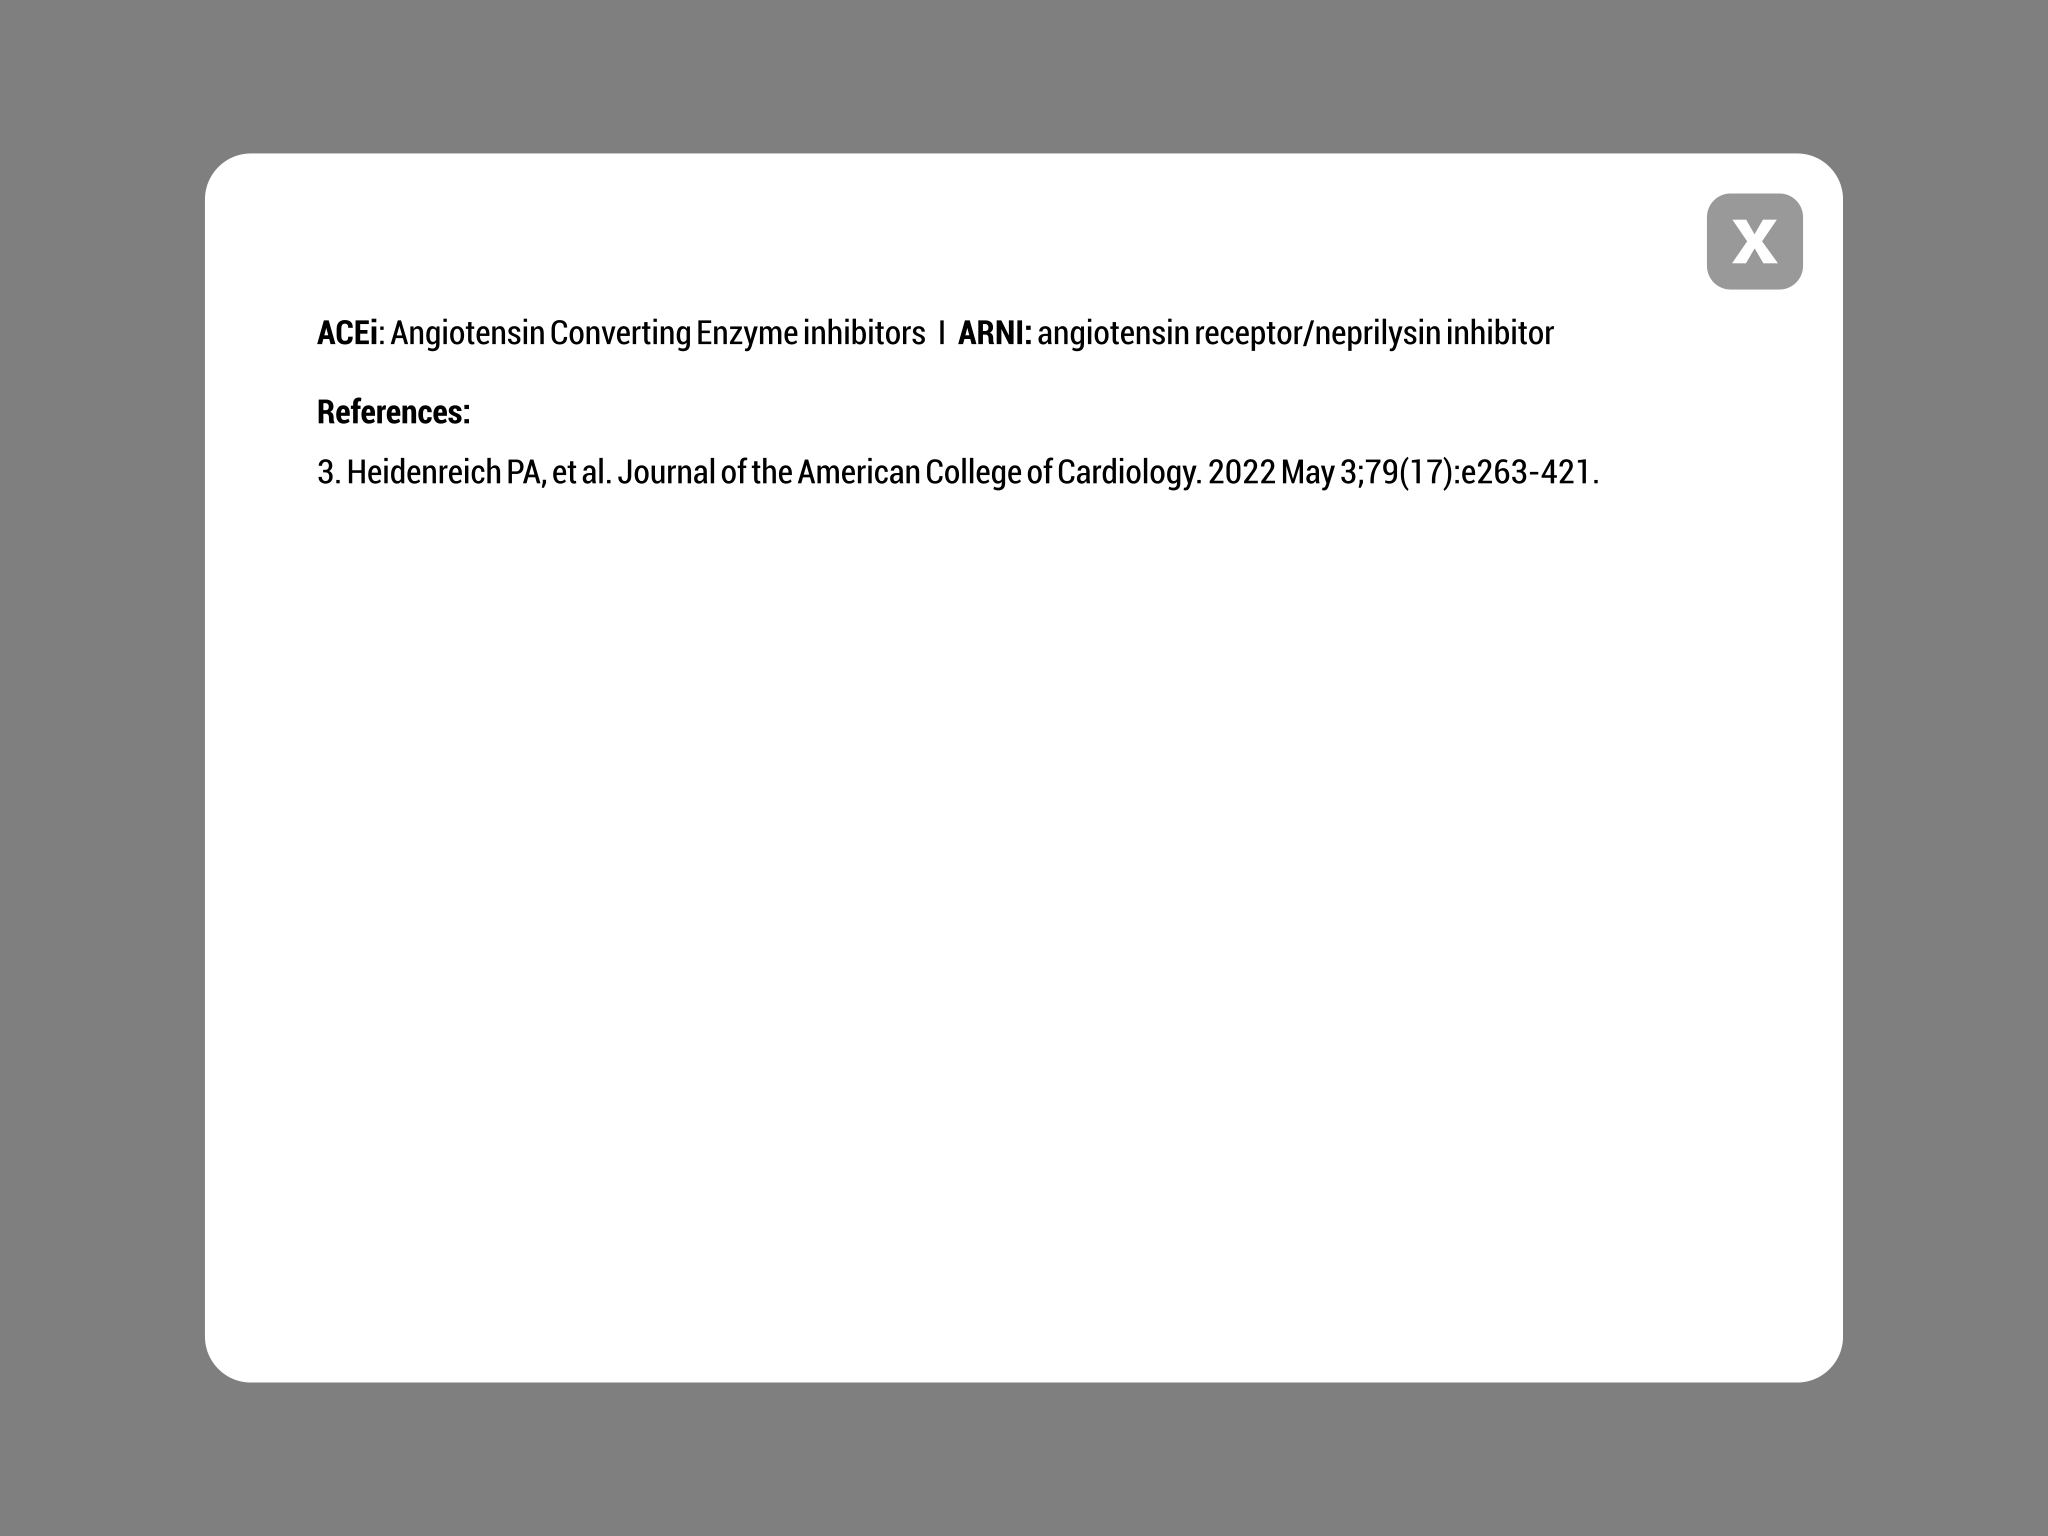 X
ACEi: Angiotensin Converting Enzyme inhibitors I ARNI: angiotensin receptor/neprilysin inhibitor
References:
3. Heidenreich PA, et al. Journal of the American College of Cardiology. 2022 May 3;79(17):e263-421.